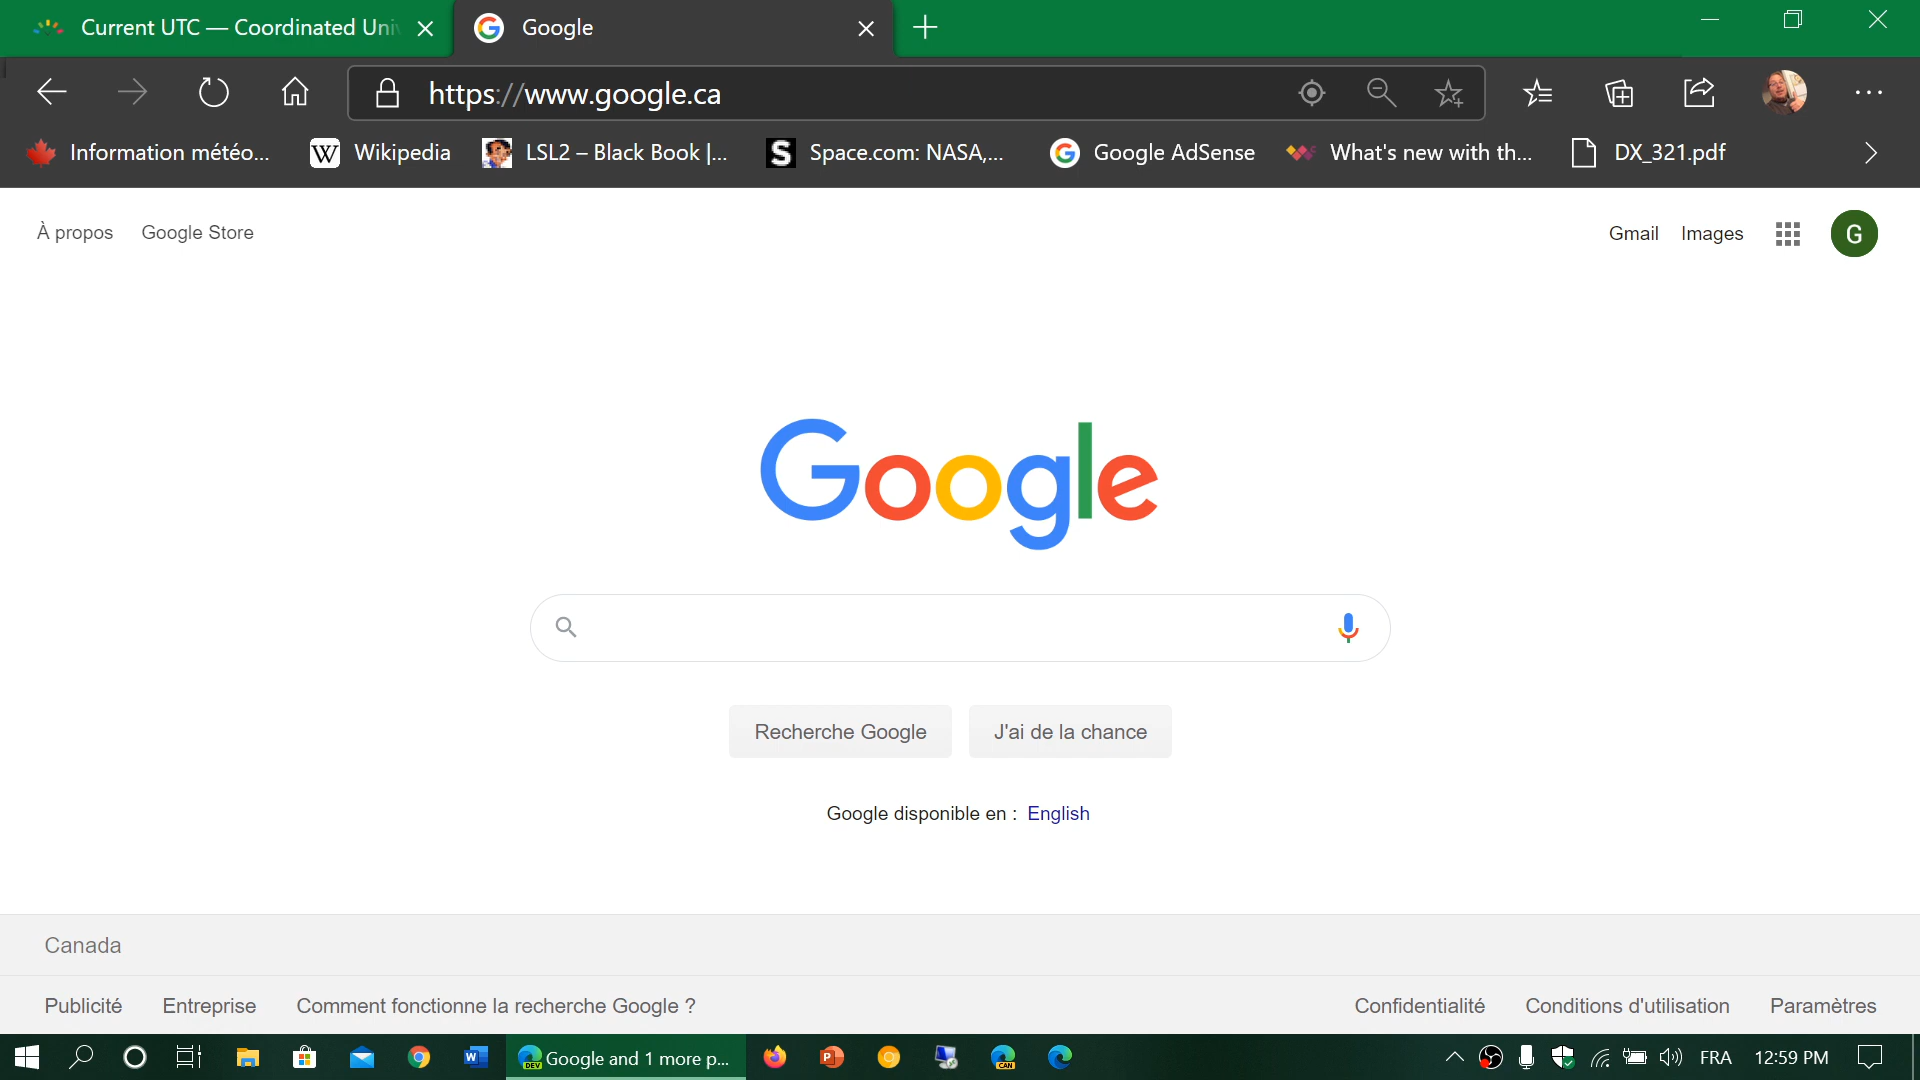 Current UTC — Coordinated Uni
Google
https://www.google.ca
Information météo...
Wikipedia
LSL2 – Black Book |...
Space.com: NASA,...
Google AdSense
What's new with th...
DX_321.pdf
À propos
Google Store
Gmail
Images
G
Google
Recherche Google
J'ai de la chance
Google disponible en : English
Canada
Publicité
Entreprise
Comment fonctionne la recherche Google ?
Confidentialité
Conditions d'utilisation
Paramètres
DEV
Google and 1 more p...
CAN
FRA
12:59 PM